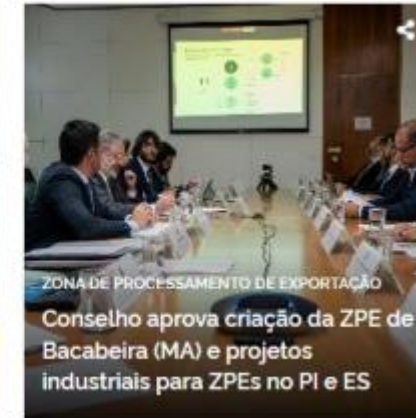 ZONA DE PROCESSAMENTO DE EXPORTAÇÃO
Conselho aprova criação da ZPE de
Bacabeira (MA) e projetos
industriais para ZPEs no PI e ES